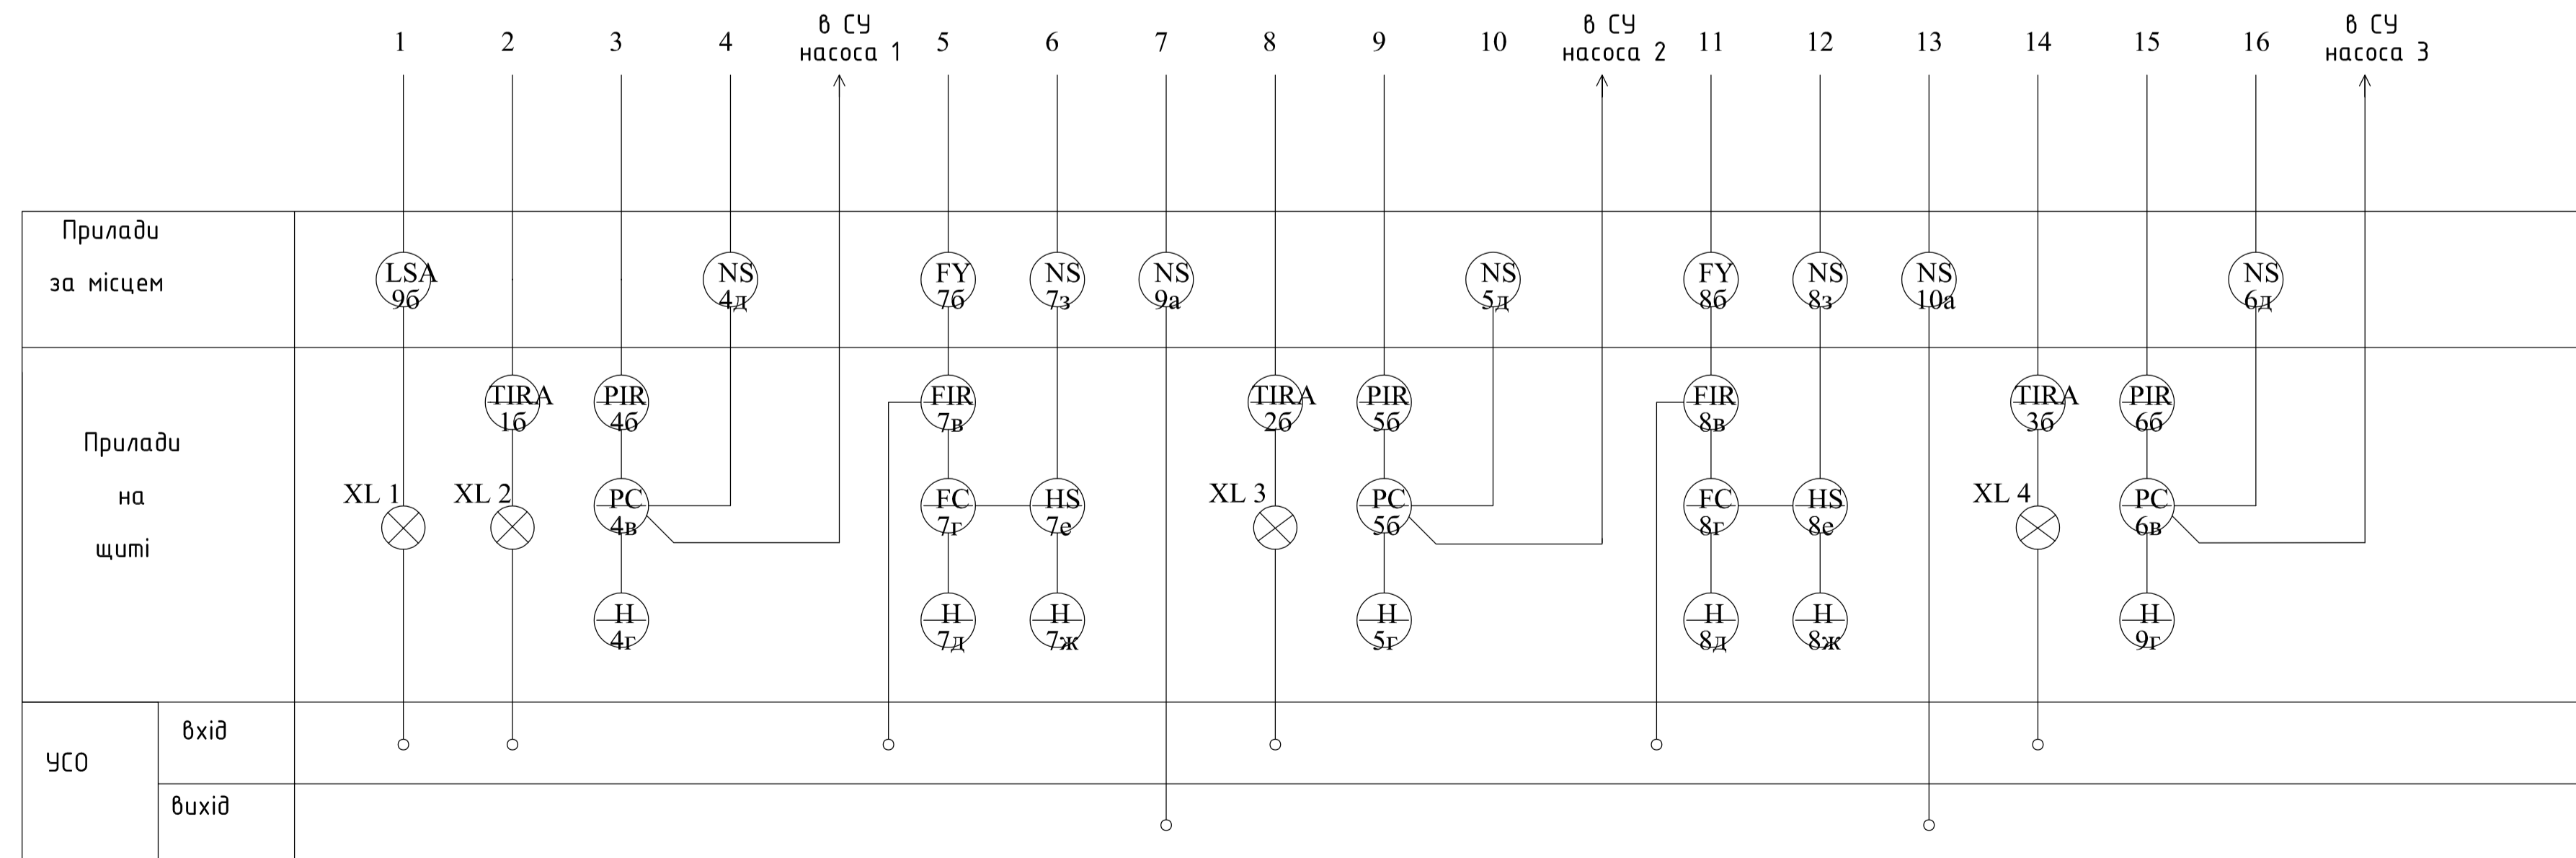 1 2 3 4 в СУ насоса 1 5 6 7 8 9 10 в СУ насоса 2 11 12 13 14 15 16 в СУ насоса 3
Прилади
за місцем
LSA 9б
NS 4д
FY 7б
NS 7з
NS 9а
NS 5д
FY 8б
NS 8з
NS 10а
NS 6д
Прилади
на
щиті
TIRA 1б
PIR 4б
FIR 7в
TIRA 2б
PIR 5б
FIR 8в
TIRA 3б
PIR 6б
XL 1
XL 2
PC 4в
FC 7г
HS 7е
XL 3
PC 5б
FC 8г
HS 8е
XL 4
PC 6в
H 4г
H 7д
H 7ж
H 5г
H 8д
H 8ж
H 9г
УСО
вхід
вихід